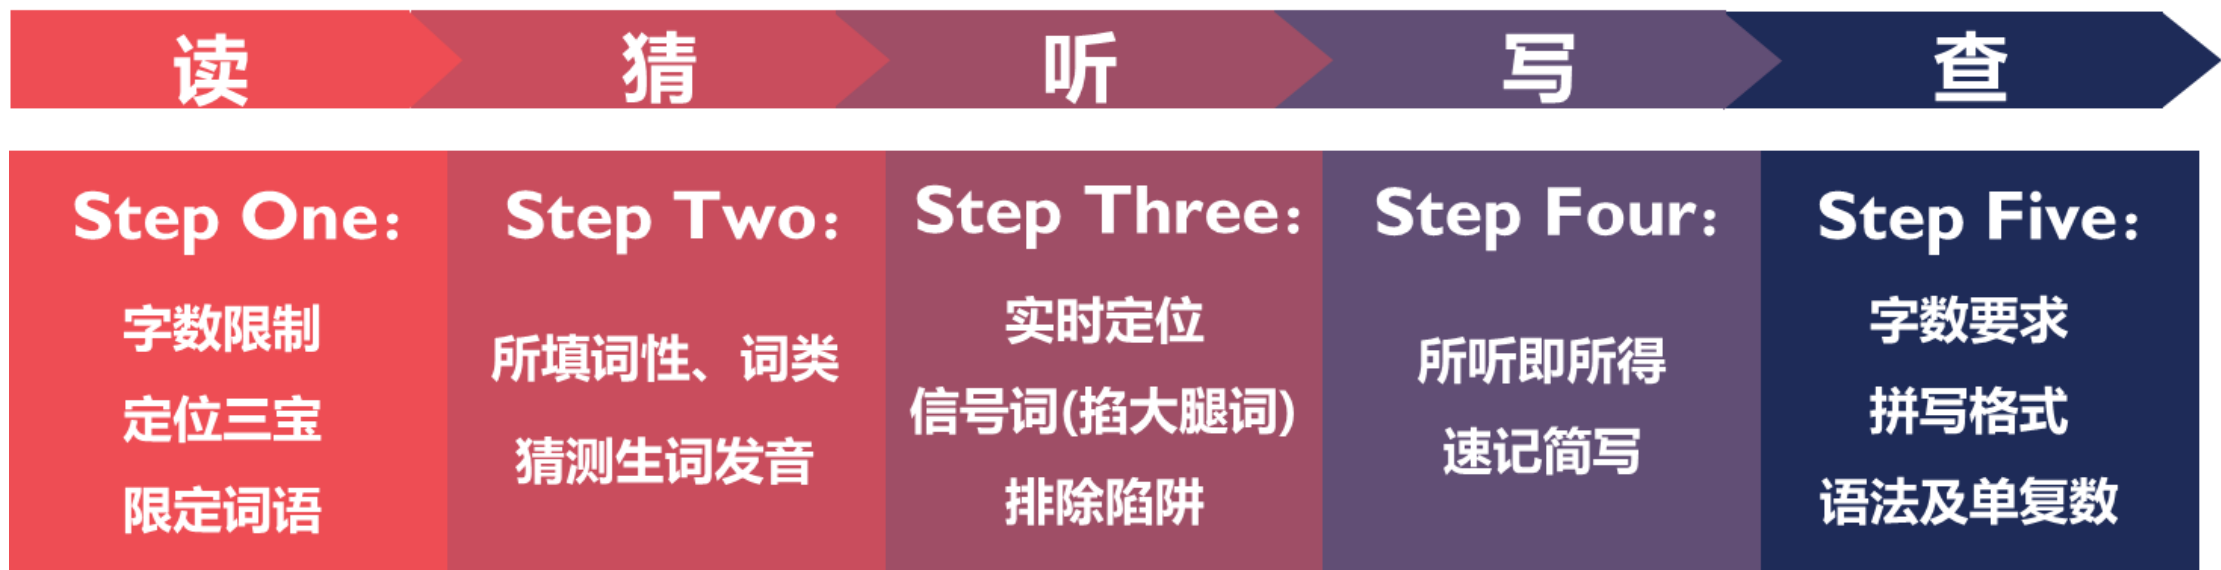 读
猜
听
写
查
Step One：
字数限制
定位三宝
限定词语
Step Two：
所填词性、词类
猜测生词发音
Step Three：
实时定位
信号词(掐大腿词)
排除陷阱
Step Four：
所听即所得
速记简写
Step Five：
字数要求
拼写格式
语法及单复数